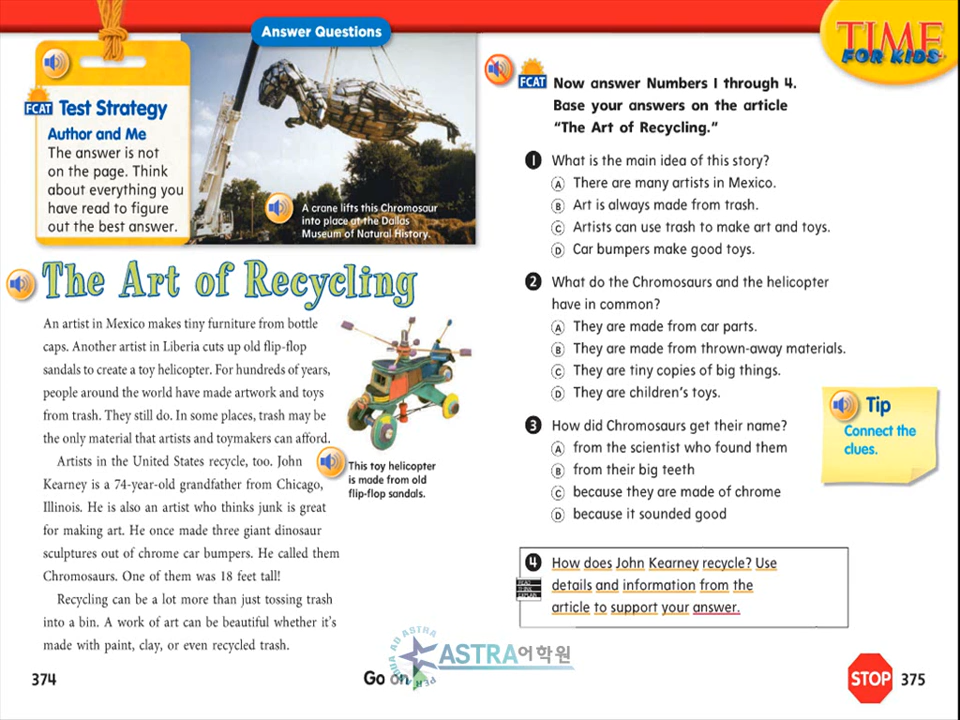 Answer Questions
FCAT Test Strategy
Author and Me
The answer is not
on the page. Think
about everything you
have read to figure
out the best answer.
A crane lifts this Chromosaur
into place at the Dallas
Museum of Natural History.
The Art of Recycling
An artist in Mexico makes tiny furniture from bottle
caps. Another artist in Liberia cuts up old flip-flop
sandals to create a toy helicopter. For hundreds of years,
people around the world have made artwork and toys
from trash. They still do. In some places, trash may be
the only material that artists and toymakers can afford.
Artists in the United States recycle, too. John
Kearney is a 74-year-old grandfather from Chicago,
Illinois. He is also an artist who thinks junk is great
for making art. He once made three giant dinosaur
sculptures out of chrome car bumpers. He called them
Chromosaurs. One of them was 18 feet tall!
Recycling can be a lot more than just tossing trash
into a bin. A work of art can be beautiful whether it's
made with paint, clay, or even recycled trash.
This toy helicopter
is made from old
flip-flop sandals.
374
Go on
PER ARDUA AD ASTRA
ASTRA어학원
TIME
FOR KIDS
FCAT
Now answer Numbers 1 through 4.
Base your answers on the article
“The Art of Recycling.”
1 What is the main idea of this story?
A There are many artists in Mexico.
B Art is always made from trash.
C Artists can use trash to make art and toys.
D Car bumpers make good toys.
2 What do the Chromosaurs and the helicopter
have in common?
A They are made from car parts.
B They are made from thrown-away materials.
C They are tiny copies of big things.
D They are children's toys.
3 How did Chromosaurs get their name?
A from the scientist who found them
B from their big teeth
C because they are made of chrome
D because it sounded good
Tip
Connect the
clues.
4 How does John Kearney recycle? Use
details and information from the
article to support your answer.
READ
THINK
EXPLAIN
STOP
375